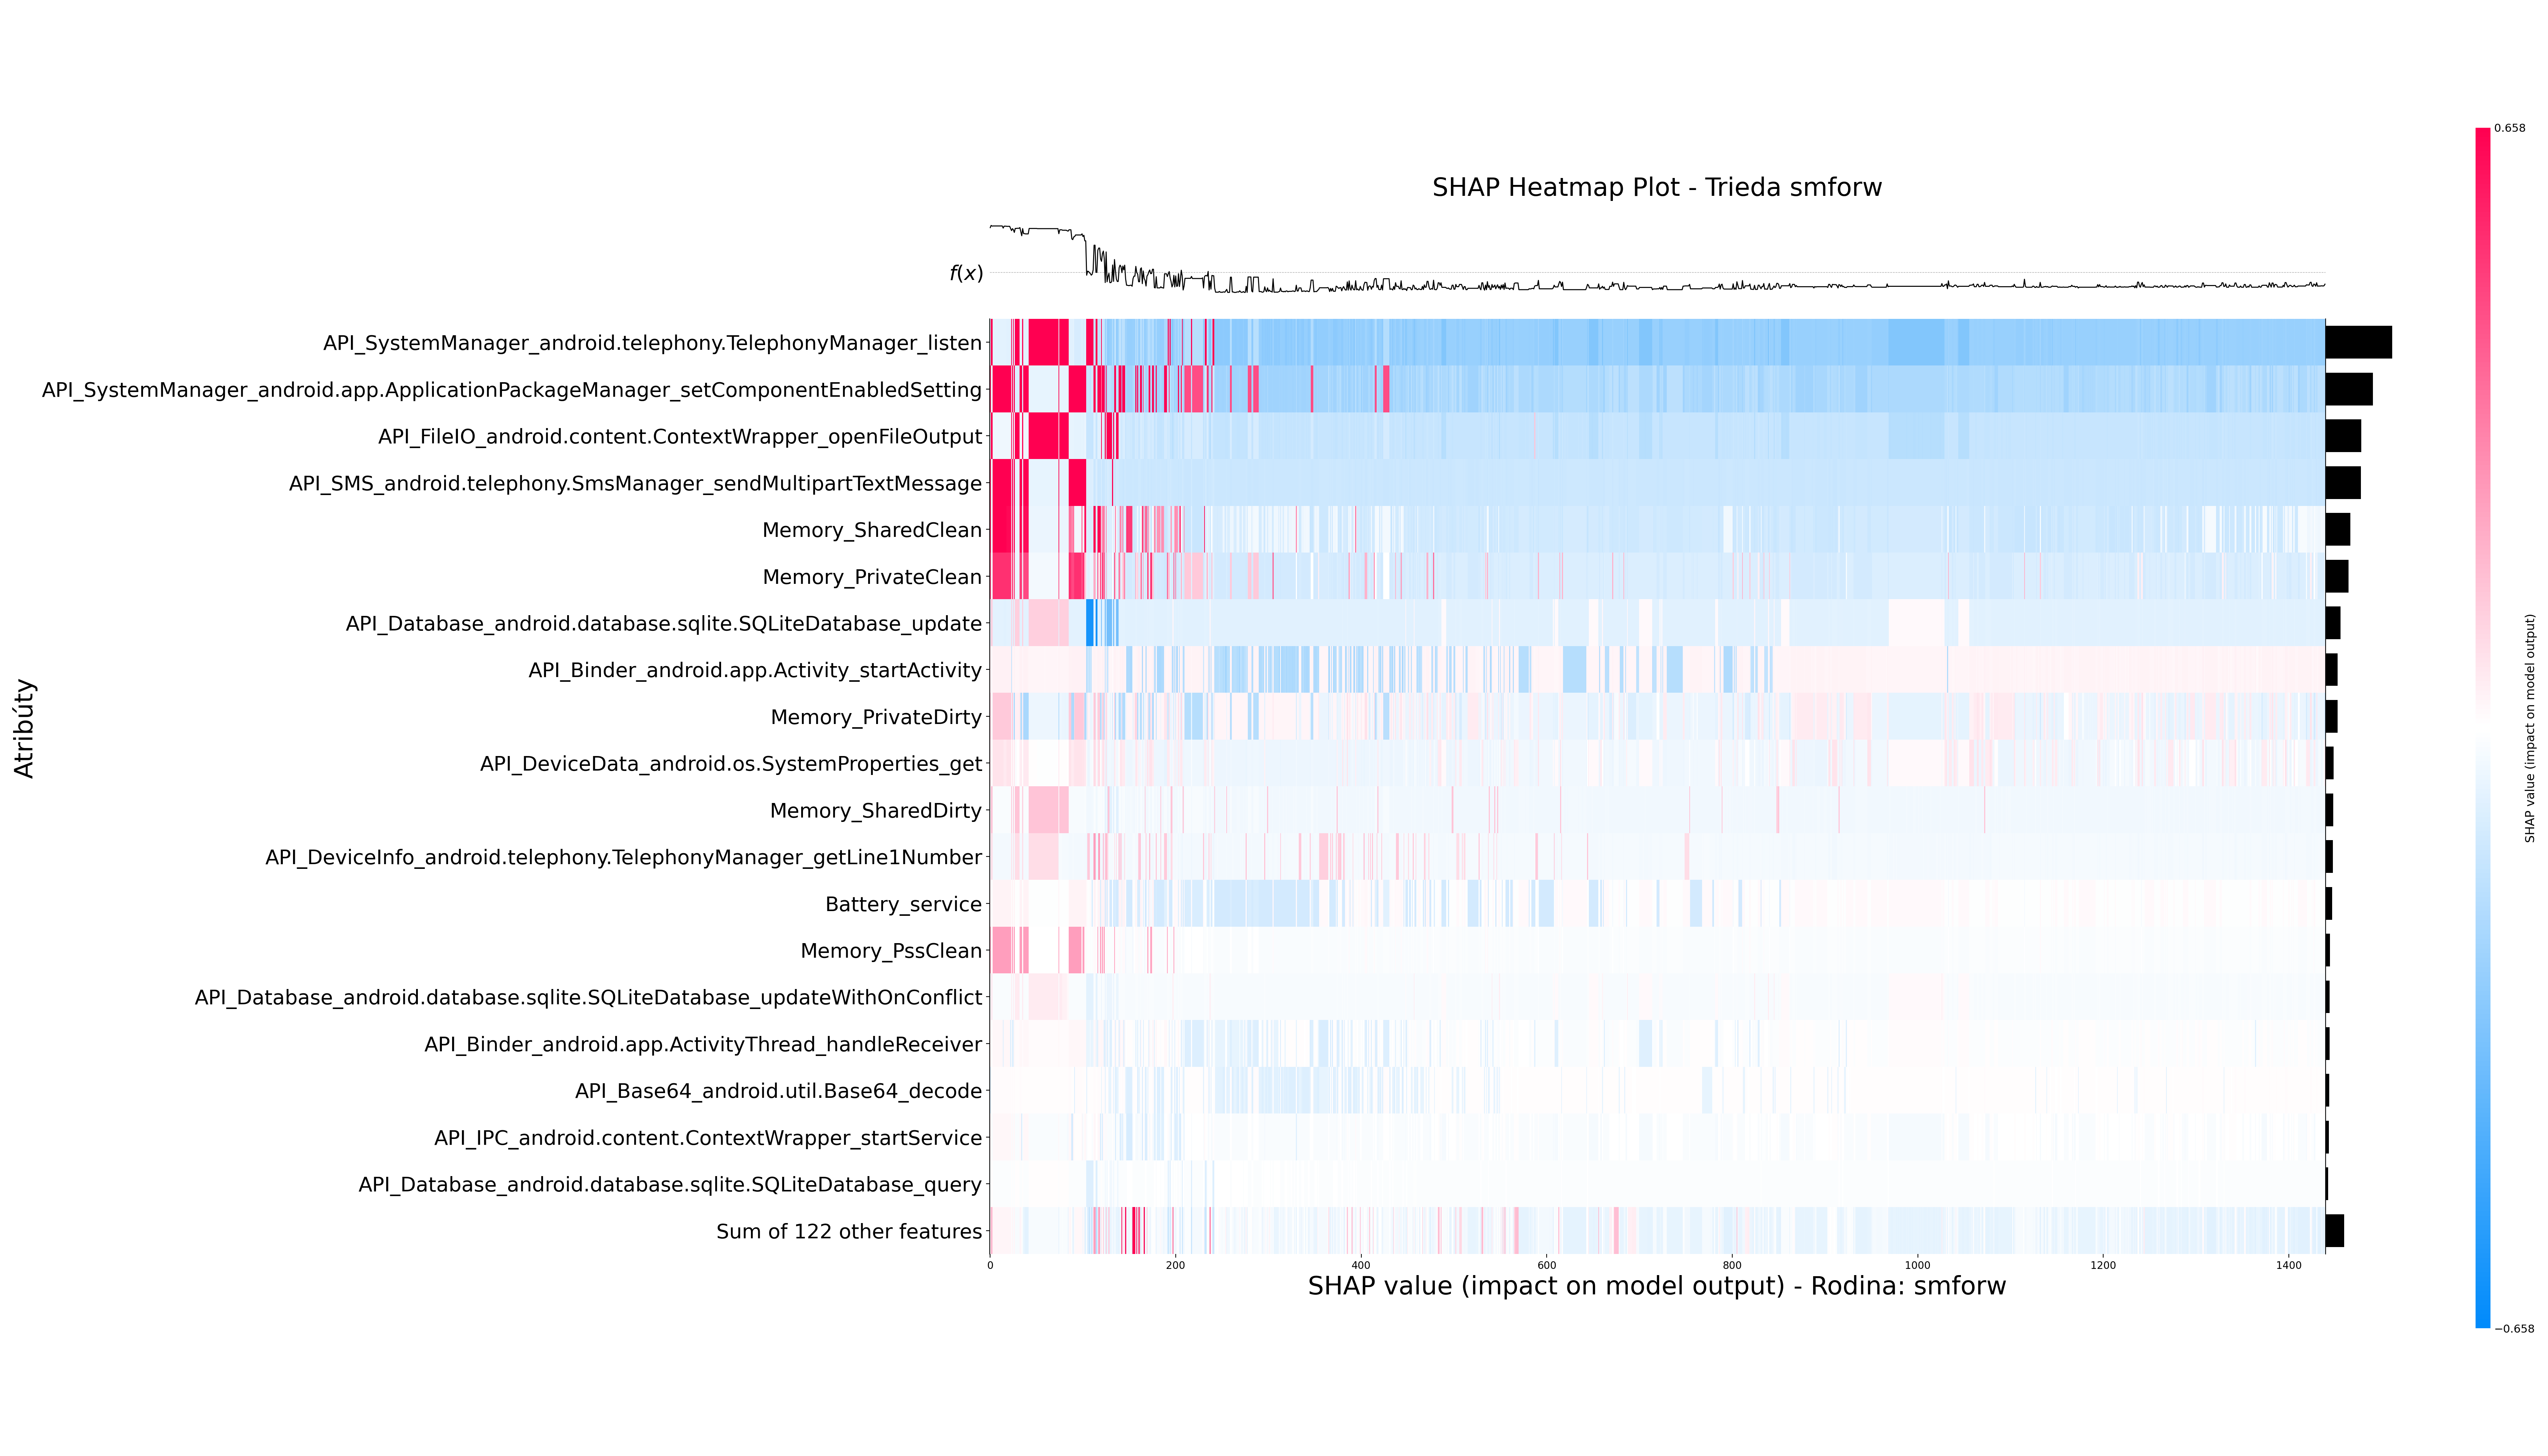 SHAP Heatmap Plot - Trieda smforw
f(x)
API_SystemManager_android.telephony.TelephonyManager_listen
API_SystemManager_android.app.ApplicationPackageManager_setComponentEnabledSetting
API_FileIO_android.content.ContextWrapper_openFileOutput
API_SMS_android.telephony.SmsManager_sendMultipartTextMessage
Memory_SharedClean
Memory_PrivateClean
API_Database_android.database.sqlite.SQLiteDatabase_update
API_Binder_android.app.Activity_startActivity
Memory_PrivateDirty
API_DeviceData_android.os.SystemProperties_get
Memory_SharedDirty
API_DeviceInfo_android.telephony.TelephonyManager_getLine1Number
Battery_service
Memory_PssClean
API_Database_android.database.sqlite.SQLiteDatabase_updateWithOnConflict
API_Binder_android.app.ActivityThread_handleReceiver
API_Base64_android.util.Base64_decode
API_IPC_android.content.ContextWrapper_startService
API_Database_android.database.sqlite.SQLiteDatabase_query
Sum of 122 other features
Atribúty
0 200 400 600 800 1000 1200 1400
SHAP value (impact on model output) - Rodina: smforw
0.658
−0.658
SHAP value (impact on model output)